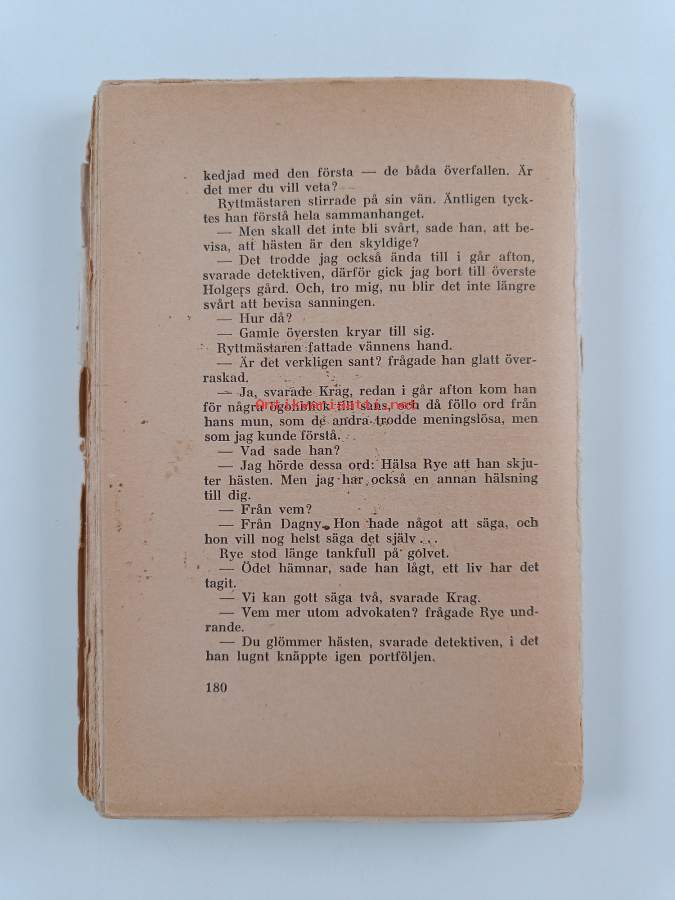 kedjad med den första — de båda överfallen. Är
det mer du vill veta?
Ryttmästaren stirrade på sin vän. Äntligen tyck-
tes han förstå hela sammanhanget.
— Men skall det inte bli svårt, sade han, att be-
visa, att hästen är den skyldige?
— Det trodde jag också ända till i går afton,
svarade detektiven, därför gick jag bort till överste
Holgers gård. Och, tro mig, nu blir det inte längre
svårt att bevisa sanningen.
— Hur då?
— Gamle översten kryar till sig.
Ryttmästaren fattade vännens hand.
— Är det verkligen sant? frågade han glatt över-
raskad.
— Ja, svarade Krag, redan i går afton kom han
för några ögonblick till sans, och då föllo ord från
Antikvariaatti.net
hans mun, som de andra trodde meningslösa, men
som jag kunde förstå.
— Vad sade han?
— Jag hörde dessa ord: Hälsa Rye att han skju-
ter hästen. Men jag har också en annan hälsning
till dig.
— Från vem?
— Från Dagny. Hon hade något att säga, och
hon vill nog helst säga det själv...
Rye stod länge tankfull på golvet.
— Ödet hämnar, sade han lågt, ett liv har det
tagit.
— Vi kan gott säga två, svarade Krag.
— Vem mer utom advokaten? frågade Rye und-
rande.
— Du glömmer hästen, svarade detektiven, i det
han lugnt knäppte igen portföljen.
180